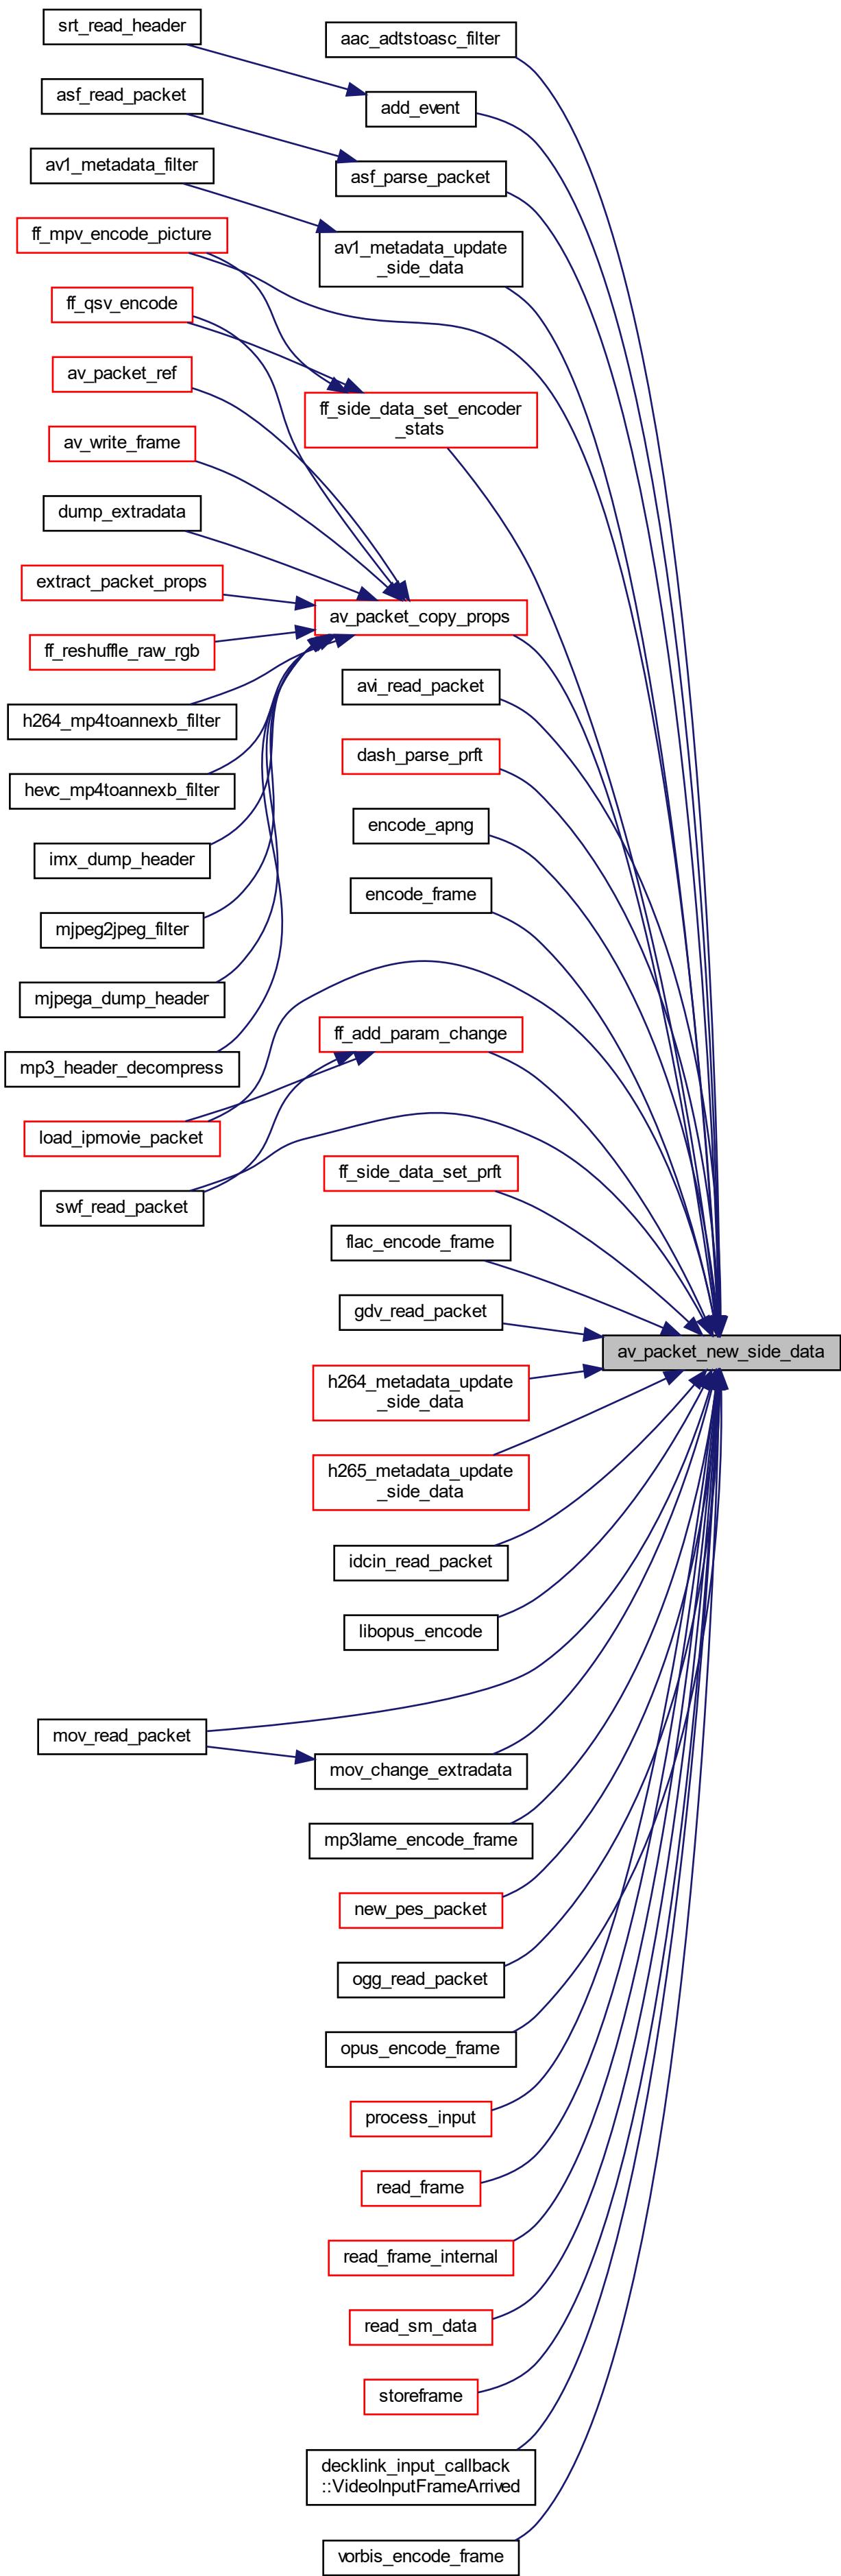 srt_read_header
aac_adtstoasc_filter
asf_read_packet
add_event
av1_metadata_filter
asf_parse_packet
ff_mpv_encode_picture
av1_metadata_update
_side_data
ff_qsv_encode
av_packet_ref
ff_side_data_set_encoder
_stats
av_write_frame
dump_extradata
extract_packet_props
av_packet_copy_props
ff_reshuffle_raw_rgb
avi_read_packet
h264_mp4toannexb_filter
dash_parse_prft
hevc_mp4toannexb_filter
encode_apng
imx_dump_header
encode_frame
mjpeg2jpeg_filter
mjpega_dump_header
ff_add_param_change
mp3_header_decompress
load_ipmovie_packet
ff_side_data_set_prft
swf_read_packet
flac_encode_frame
gdv_read_packet
av_packet_new_side_data
h264_metadata_update
_side_data
h265_metadata_update
_side_data
idcin_read_packet
libopus_encode
mov_read_packet
mov_change_extradata
mp3lame_encode_frame
new_pes_packet
ogg_read_packet
opus_encode_frame
process_input
read_frame
read_frame_internal
read_sm_data
storeframe
decklink_input_callback
::VideoInputFrameArrived
vorbis_encode_frame